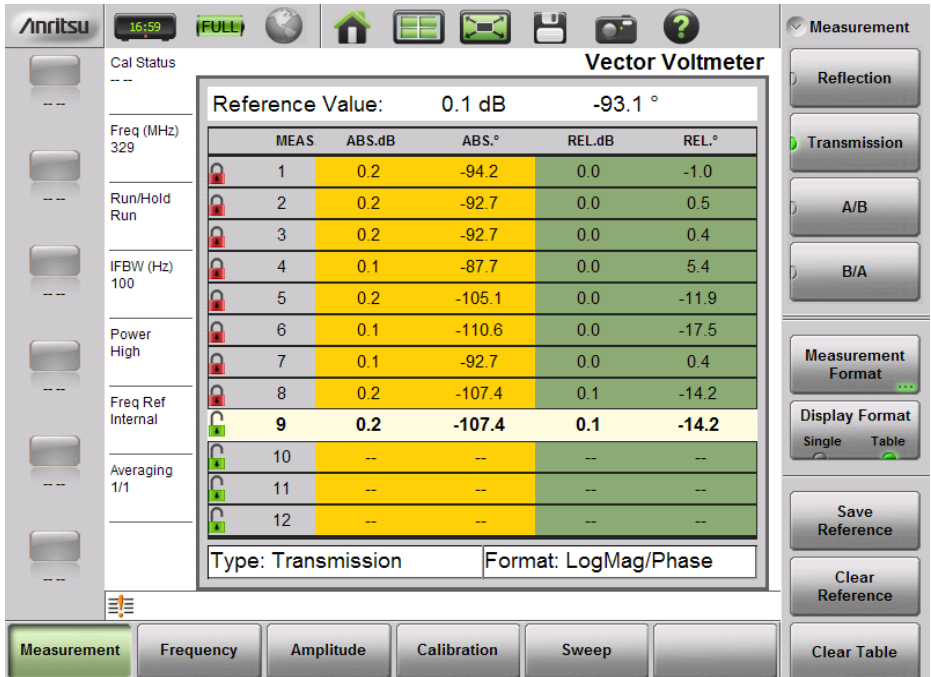 Anritsu 16:59 FULL ?
Vector Voltmeter
Cal Status
-- --
Freq (MHz)
329
Run/Hold
Run
IFBW (Hz)
100
Power
High
Freq Ref
Internal
Averaging
1/1
-- --
-- --
-- --
-- --
-- --
-- --
Reference Value: 0.1 dB -93.1 °
MEAS ABS.dB ABS.° REL.dB REL.°
1 0.2 -94.2 0.0 -1.0
2 0.2 -92.7 0.0 0.5
3 0.2 -92.7 0.0 0.4
4 0.1 -87.7 0.0 5.4
5 0.2 -105.1 0.0 -11.9
6 0.1 -110.6 0.0 -17.5
7 0.1 -92.7 0.0 0.4
8 0.2 -107.4 0.1 -14.2
9 0.2 -107.4 0.1 -14.2
10 -- -- -- --
11 -- -- -- --
12 -- -- -- --
Type: Transmission Format: LogMag/Phase
Measurement
Reflection
Transmission
A/B
B/A
Measurement
Format
...
Display Format
Single Table
Save
Reference
Clear
Reference
Clear Table
Measurement Frequency Amplitude Calibration Sweep